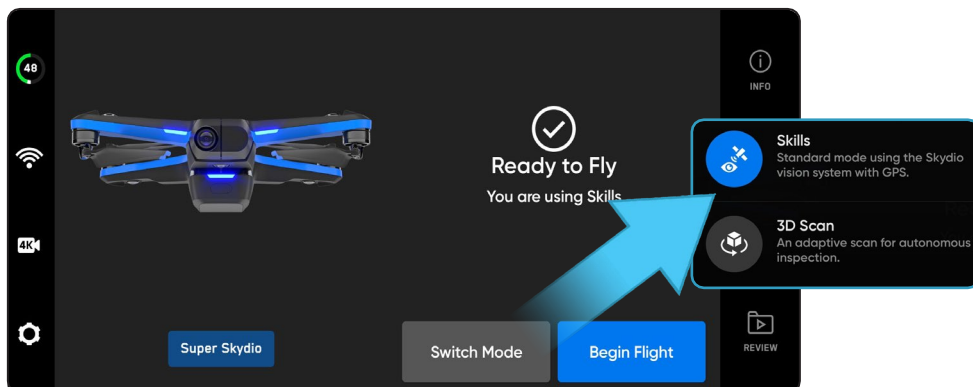 48
INFO
Ready to Fly
You are using Skills
Skills
Standard mode using the Skydio
vision system with GPS.
3D Scan
An adaptive scan for autonomous
inspection.
4K
Super Skydio
Switch Mode
Begin Flight
REVIEW